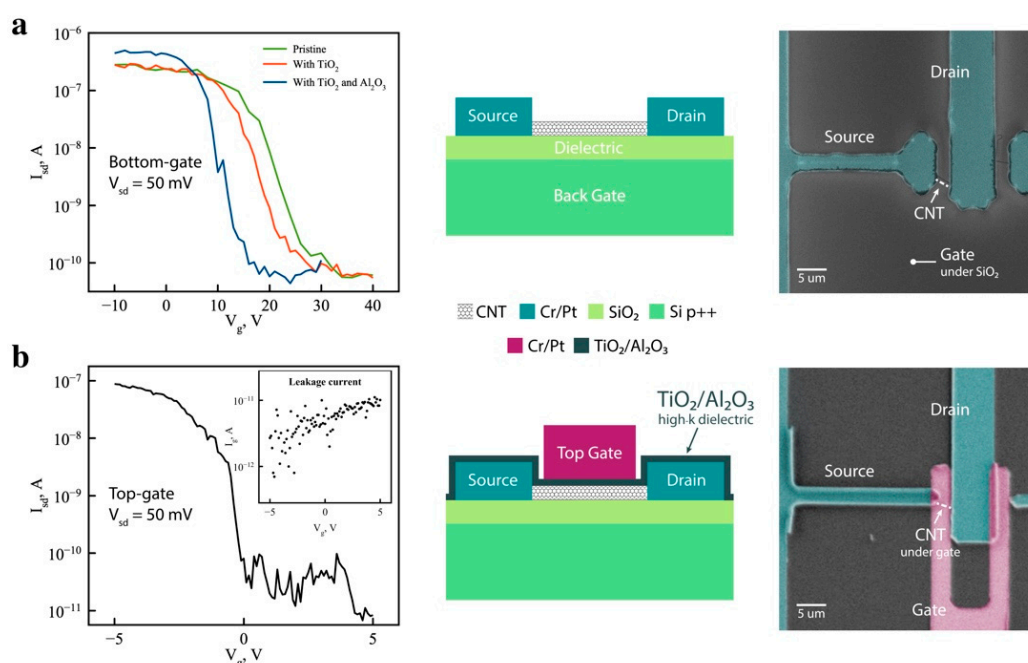 a
10⁻⁶
10⁻⁷
10⁻⁸
10⁻⁹
10⁻¹⁰
I_sd, A
Pristine
With TiO₂
With TiO₂ and Al₂O₃
Bottom-gate
V_sd = 50 mV
−10 0 10 20 30 40
V_g, V
Source
Drain
Dielectric
Back Gate
Drain
Source
CNT
Gate
under SiO₂
5 um
CNT Cr/Pt SiO₂ Si p++
Cr/Pt TiO₂/Al₂O₃
b
10⁻⁷
10⁻⁸
10⁻⁹
10⁻¹⁰
10⁻¹¹
I_sd, A
Top-gate
V_sd = 50 mV
−5 0 5
V_g, V
Leakage current
10⁻¹¹
10⁻¹²
I_g, A
−5 0 5
V_g, V
TiO₂/Al₂O₃
high-k dielectric
Top Gate
Source
Drain
Drain
Source
CNT
under gate
Gate
5 um